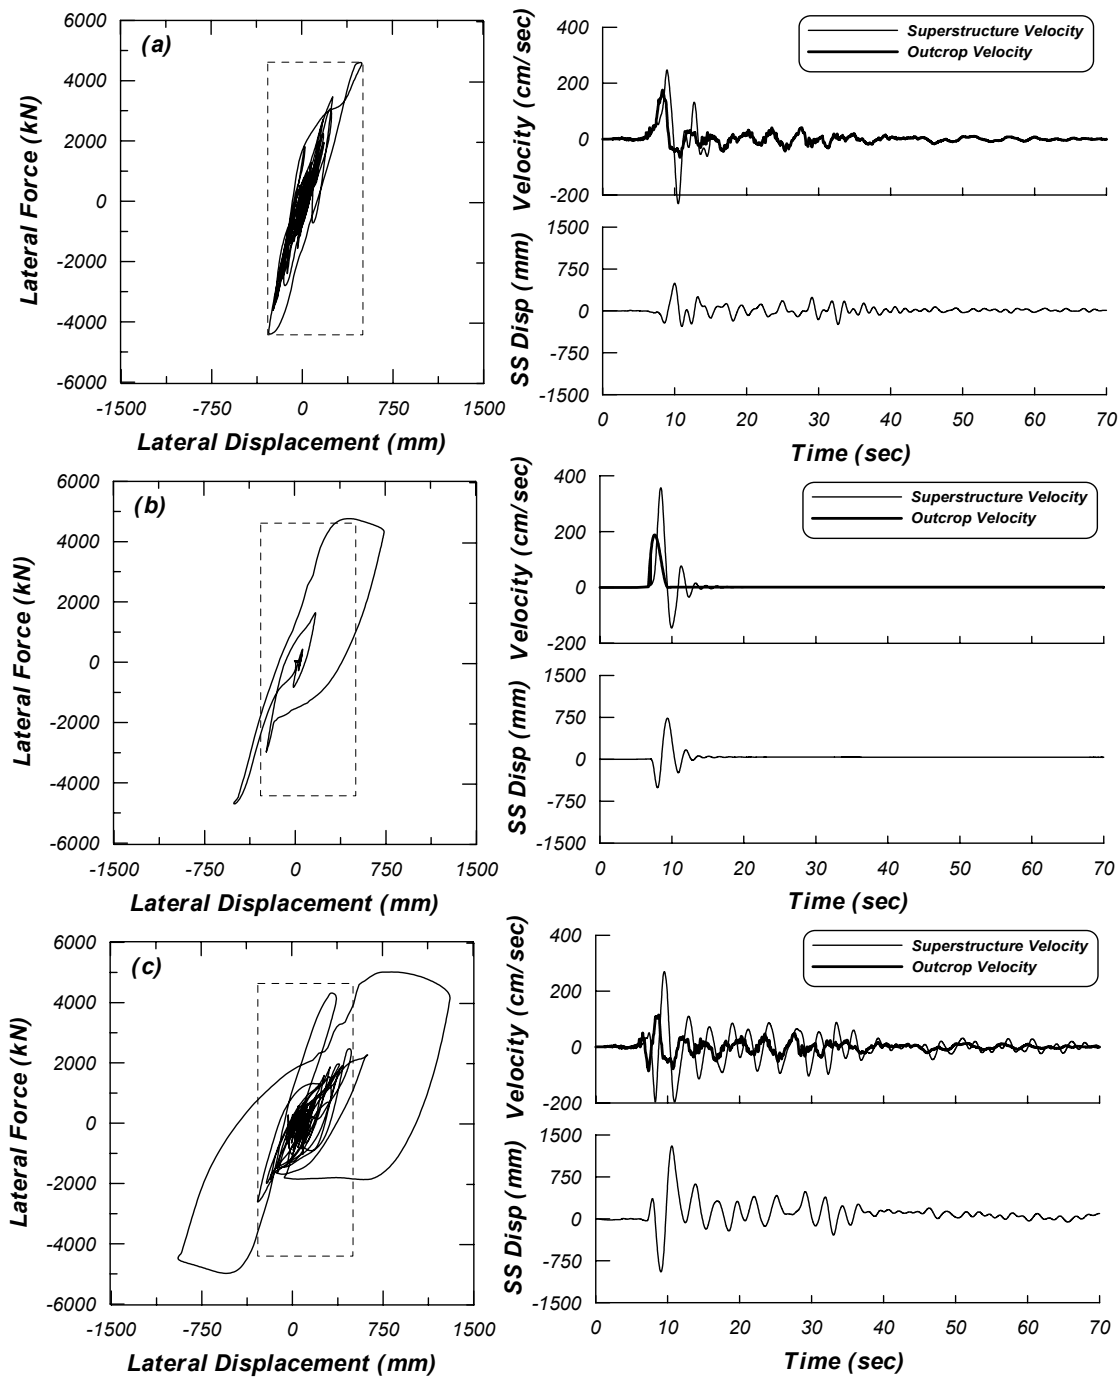 (a)
Lateral Force (kN)
6000
4000
2000
0
-2000
-4000
-6000
-1500 -750 0 750 1500
Lateral Displacement (mm)
Superstructure Velocity
Outcrop Velocity
Velocity (cm/sec)
400
200
0
-200
SS Disp (mm)
1500
750
0
-750
-1500
0 10 20 30 40 50 60 70
Time (sec)
(b)
Lateral Force (kN)
6000
4000
2000
0
-2000
-4000
-6000
-1500 -750 0 750 1500
Lateral Displacement (mm)
Superstructure Velocity
Outcrop Velocity
Velocity (cm/sec)
400
200
0
-200
SS Disp (mm)
1500
750
0
-750
-1500
0 10 20 30 40 50 60 70
Time (sec)
(c)
Lateral Force (kN)
6000
4000
2000
0
-2000
-4000
-6000
-1500 -750 0 750 1500
Lateral Displacement (mm)
Superstructure Velocity
Outcrop Velocity
Velocity (cm/sec)
400
200
0
-200
SS Disp (mm)
1500
750
0
-750
-1500
0 10 20 30 40 50 60 70
Time (sec)